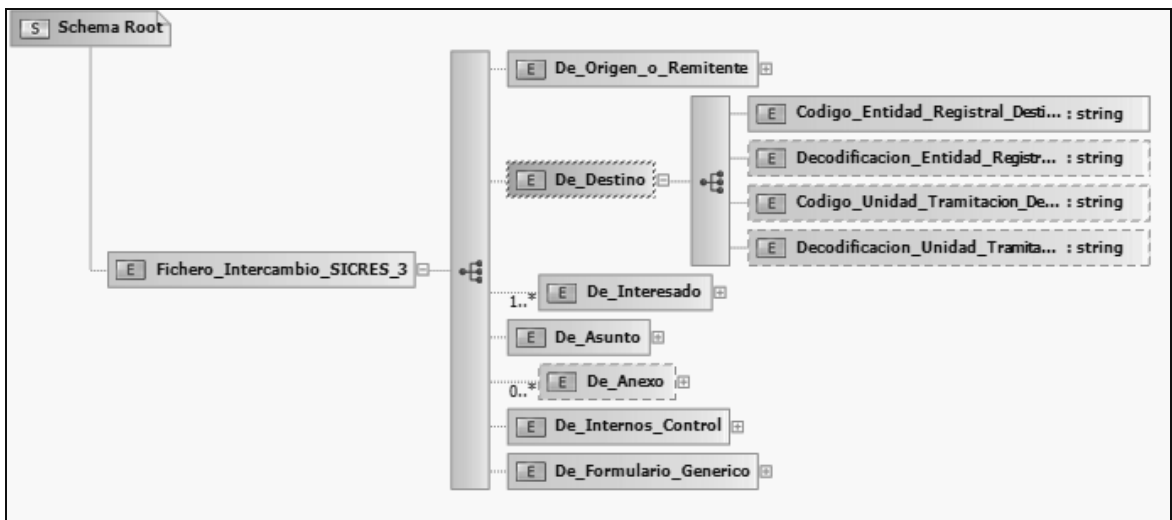 S Schema Root
E De_Origen_o_Remitente
E Codigo_Entidad_Registral_Desti... : string
E Decodificacion_Entidad_Registr... : string
E De_Destino
E Codigo_Unidad_Tramitacion_De... : string
E Decodificacion_Unidad_Tramita... : string
E Fichero_Intercambio_SICRES_3
1..* E De_Interesado
E De_Asunto
0..* E De_Anexo
E De_Internos_Control
E De_Formulario_Generico